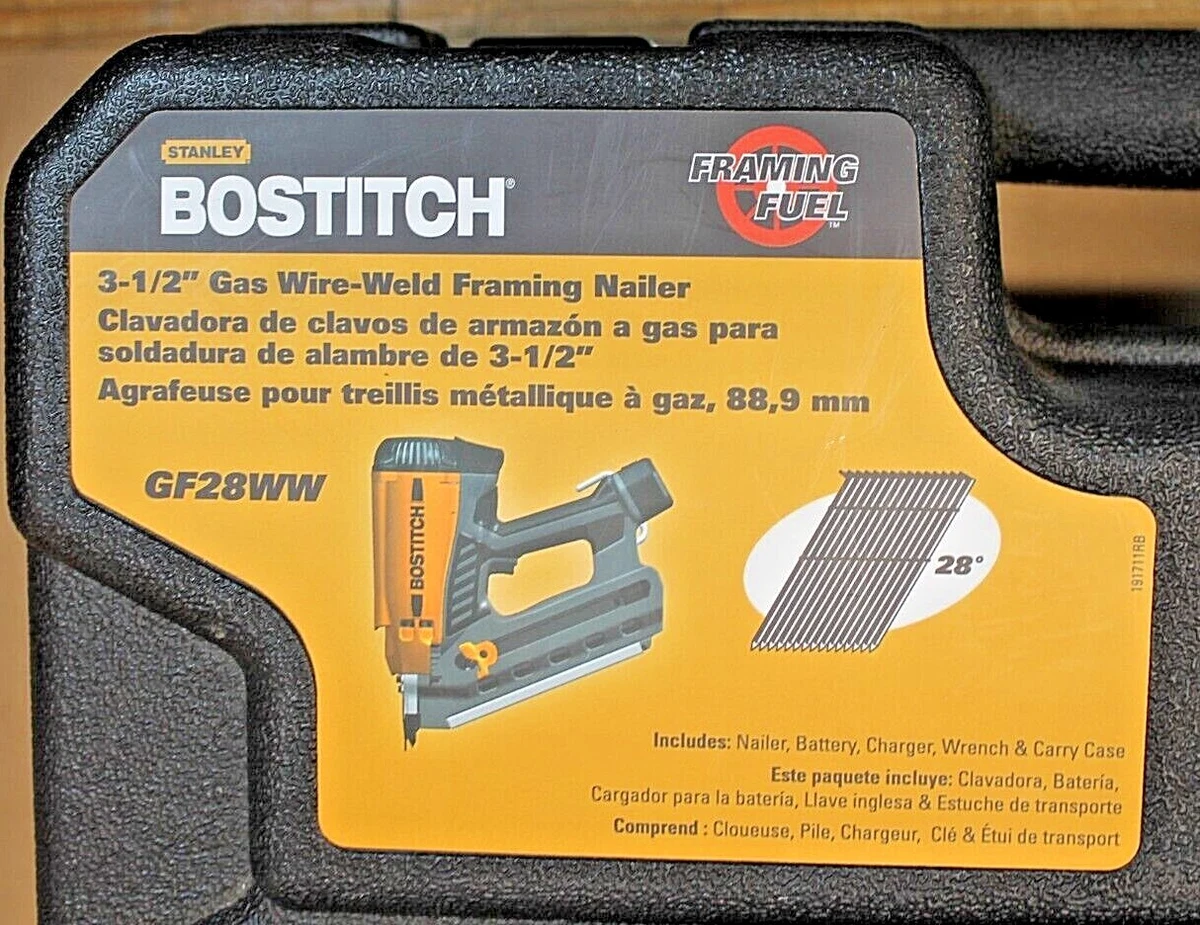 STANLEY
BOSTITCH®
FRAMING
FUEL™
3-1/2" Gas Wire-Weld Framing Nailer
Clavadora de clavos de armazón a gas para
soldadura de alambre de 3-1/2"
Agrafeuse pour treillis métallique à gaz, 88,9 mm
GF28WW
BOSTITCH
28°
191711RB
Includes: Nailer, Battery, Charger, Wrench & Carry Case
Este paquete incluye: Clavadora, Batería,
Cargador para la batería, Llave inglesa & Estuche de transporte
Comprend : Cloueuse, Pile, Chargeur, Clé & Étui de transport